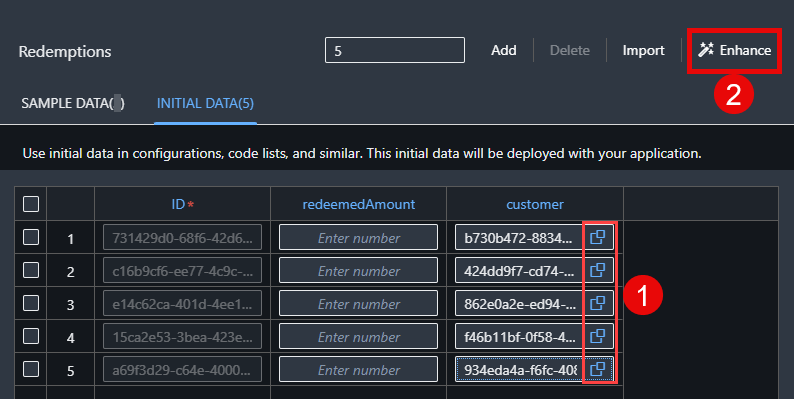 Redemptions 5 Add Delete Import Enhance
2
SAMPLE DATA( ) INITIAL DATA(5)
Use initial data in configurations, code lists, and similar. This initial data will be deployed with your application.
ID* redeemedAmount customer
1 731429d0-68f6-42d6... Enter number b730b472-8834...
2 c16b9cf6-ee77-4c9c-... Enter number 424dd9f7-cd74-...
3 e14c62ca-401d-4ee1... Enter number 862e0a2e-ed94-...
1
4 15ca2e53-3bea-423e... Enter number f46b11bf-0f58-4...
5 a69f3d29-c64e-4000... Enter number 934eda4a-f6fc-408